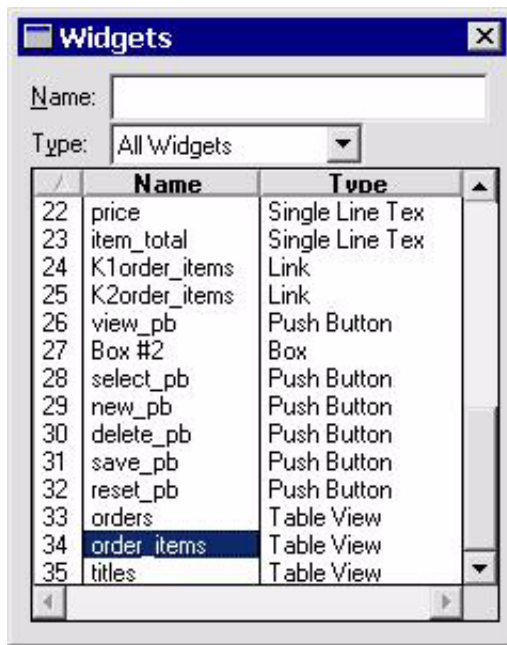 Widgets
Name:
Type: All Widgets
Name Type
22 price Single Line Tex
23 item_total Single Line Tex
24 K1order_items Link
25 K2order_items Link
26 view_pb Push Button
27 Box #2 Box
28 select_pb Push Button
29 new_pb Push Button
30 delete_pb Push Button
31 save_pb Push Button
32 reset_pb Push Button
33 orders Table View
34 order_items Table View
35 titles Table View